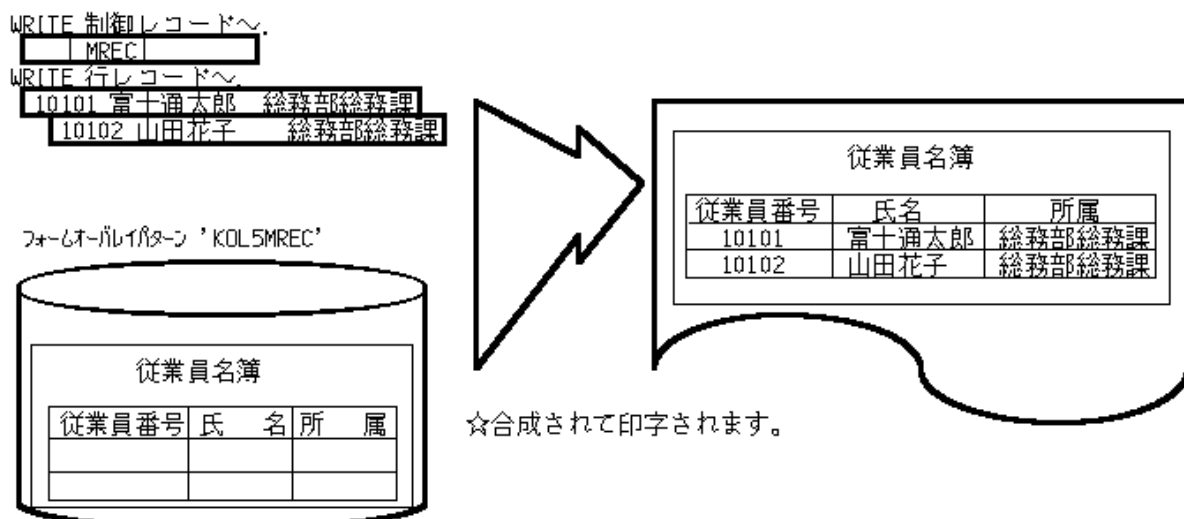 WRITE 制御レコード～.
MREC
WRITE 行レコード～.
10101 富士通太郎 総務部総務課
10102 山田花子 総務部総務課
フォームオーバレイパターン 'KOL5MREC'
従業員名簿
従業員番号 氏 名 所 属
☆合成されて印字されます。
従業員名簿
従業員番号 氏名 所属
10101 富士通太郎 総務部総務課
10102 山田花子 総務部総務課